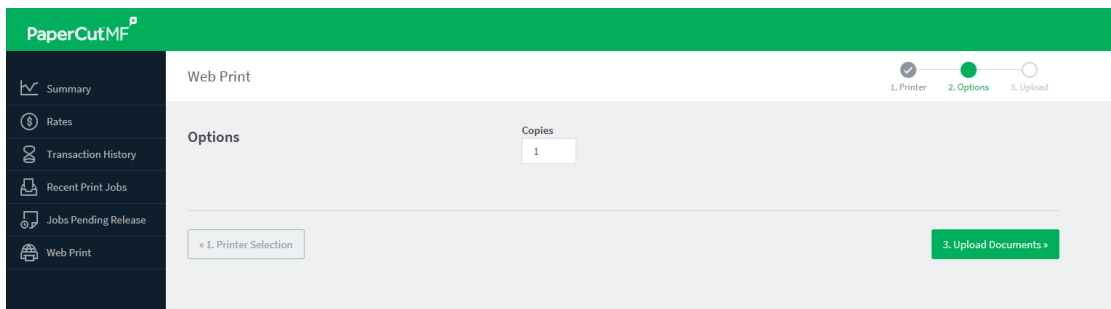 PaperCutMF
Summary
Rates
Transaction History
Recent Print Jobs
Jobs Pending Release
Web Print
Web Print
1. Printer
2. Options
3. Upload
Options
Copies
1
« 1. Printer Selection
3. Upload Documents »